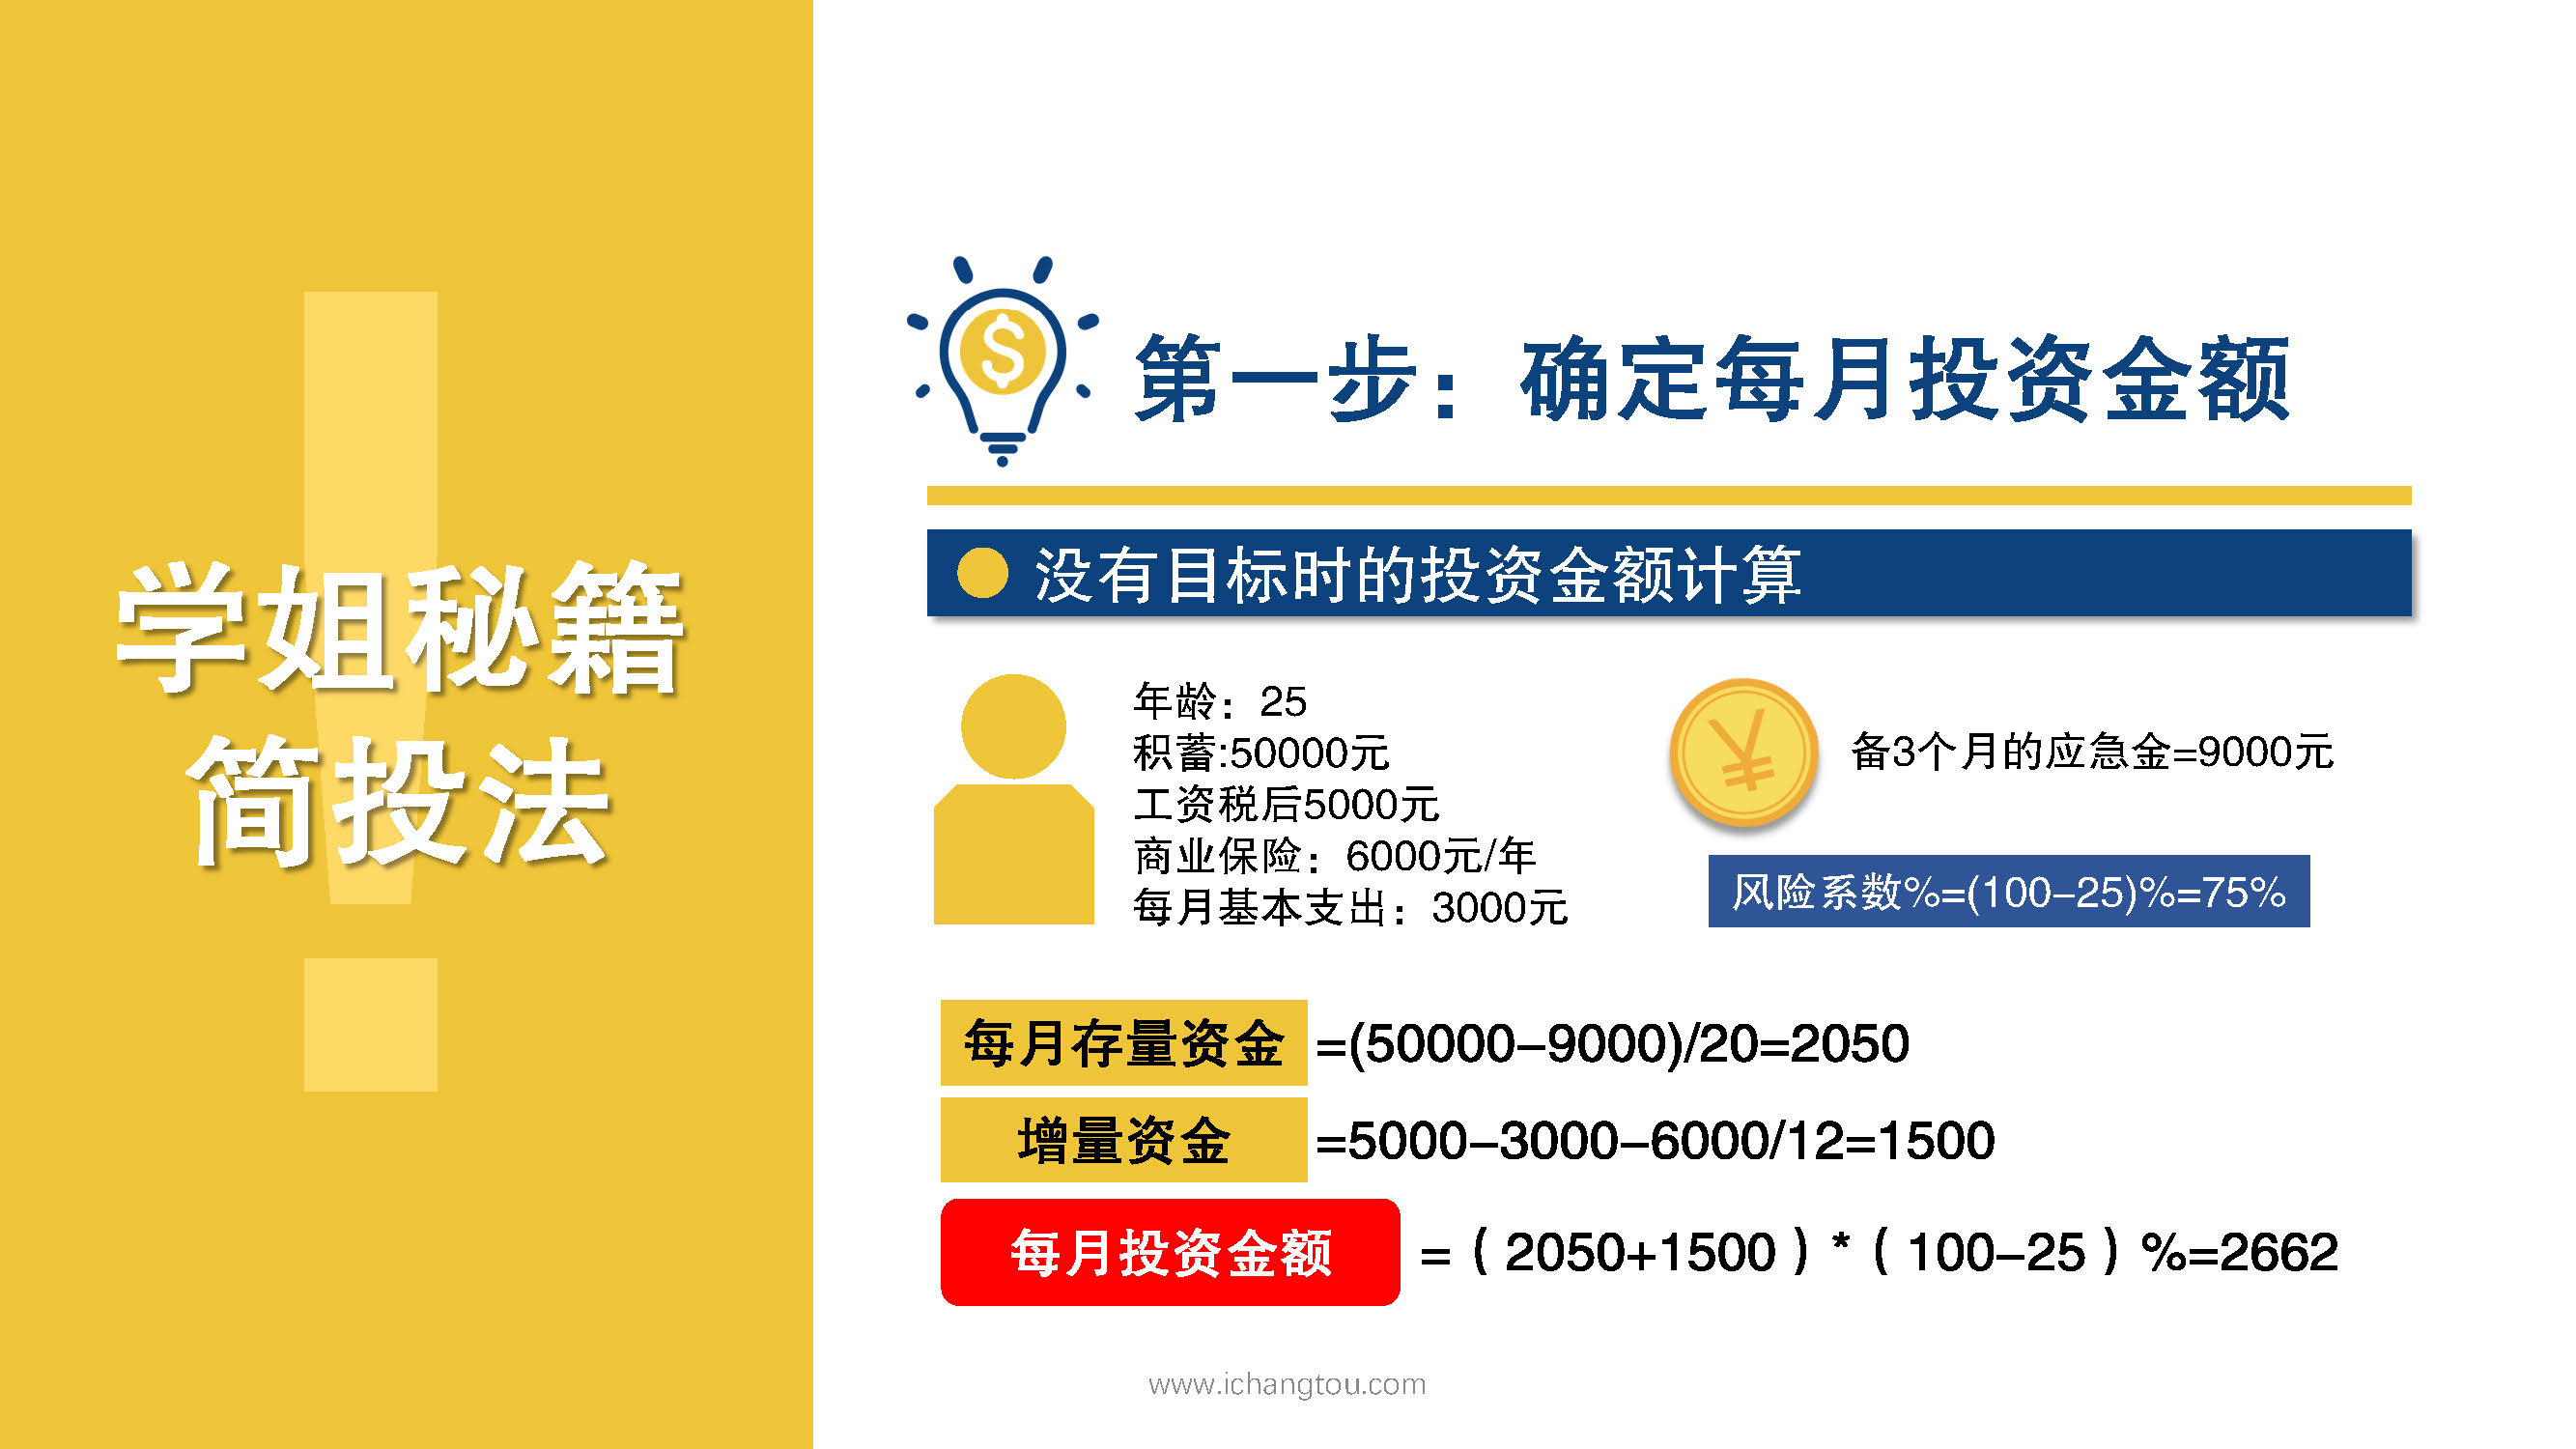 学姐秘籍
简投法
$
第一步：确定每月投资金额
没有目标时的投资金额计算
年龄：25
积蓄:50000元
工资税后5000元
商业保险：6000元/年
每月基本支出：3000元
¥
备3个月的应急金=9000元
风险系数%=(100-25)%=75%
每月存量资金 =(50000-9000)/20=2050
增量资金 =5000-3000-6000/12=1500
每月投资金额 =（2050+1500）*（100-25）%=2662
www.ichangtou.com